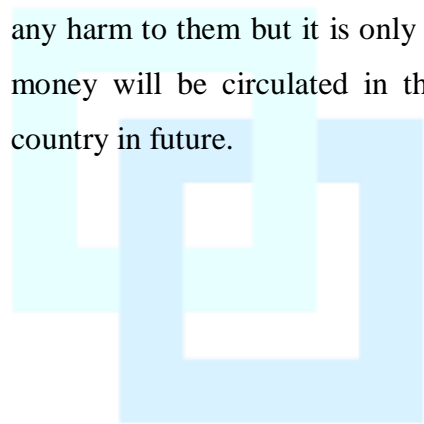 any harm to them but it is only
money will be circulated in th
country in future.